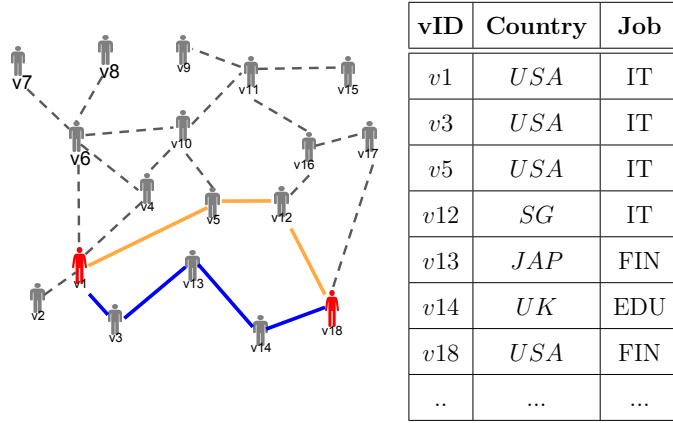 v7
v8
v9
v11
v15
v6
v10
v16
v17
v4
v5
v12
v1
v13
v2
v3
v14
v18
vID Country Job
v1 USA IT
v3 USA IT
v5 USA IT
v12 SG IT
v13 JAP FIN
v14 UK EDU
v18 USA FIN
.. ... ...